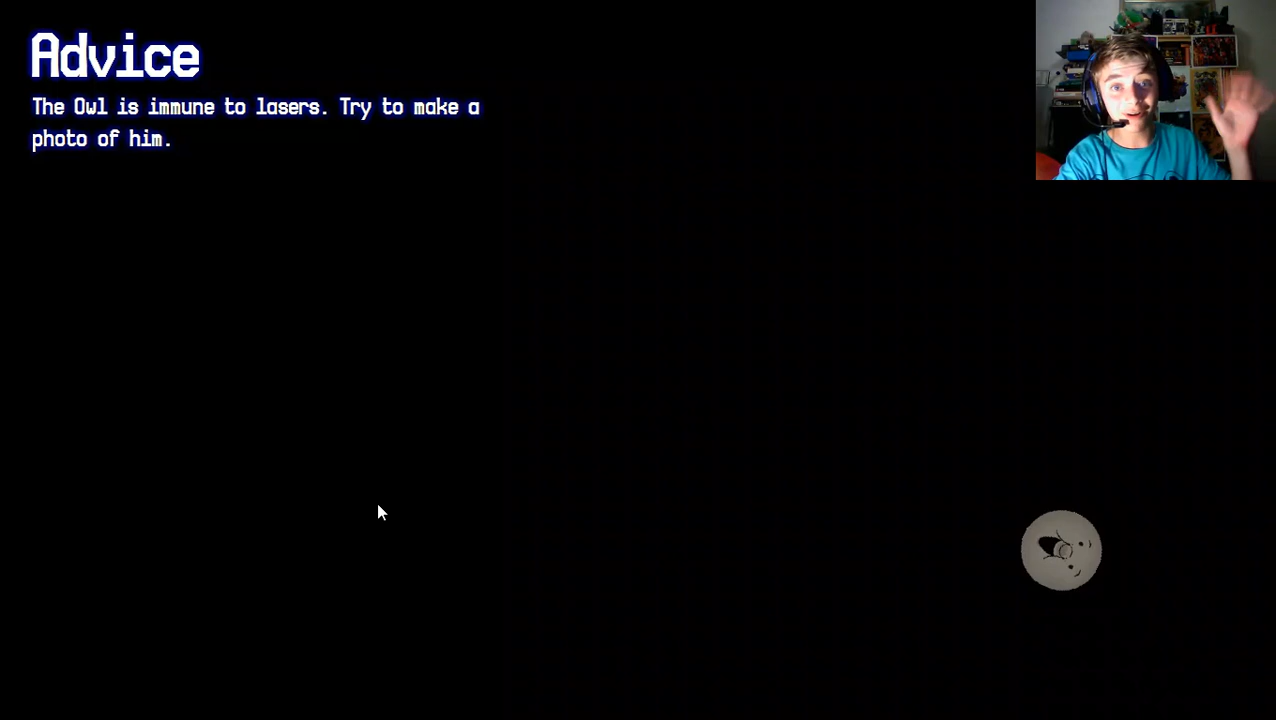 Advice
The Owl is immune to lasers. Try to make a
photo of him.